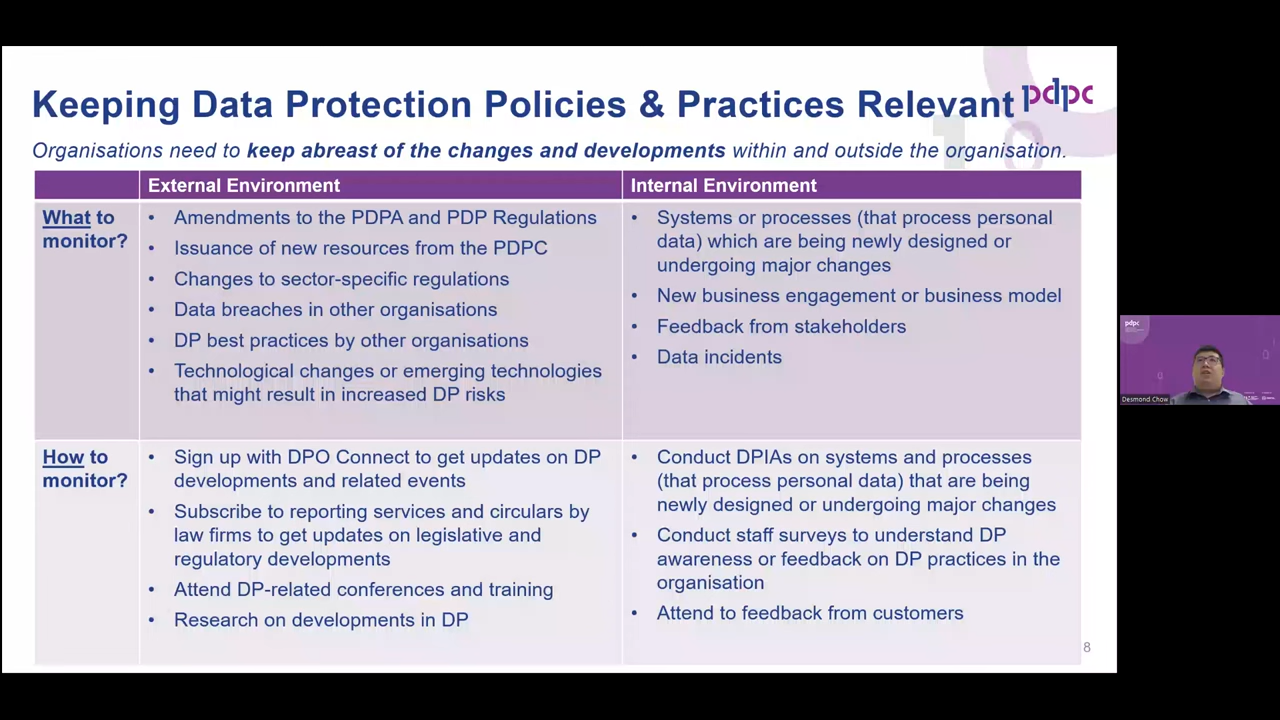 Keeping Data Protection Policies & Practices Relevant
pdpc
Organisations need to keep abreast of the changes and developments within and outside the organisation.
External Environment
Internal Environment
What to
monitor?
• Amendments to the PDPA and PDP Regulations
• Issuance of new resources from the PDPC
• Changes to sector-specific regulations
• Data breaches in other organisations
• DP best practices by other organisations
• Technological changes or emerging technologies
that might result in increased DP risks
• Systems or processes (that process personal
data) which are being newly designed or
undergoing major changes
• New business engagement or business model
• Feedback from stakeholders
• Data incidents
How to
monitor?
• Sign up with DPO Connect to get updates on DP
developments and related events
• Subscribe to reporting services and circulars by
law firms to get updates on legislative and
regulatory developments
• Attend DP-related conferences and training
• Research on developments in DP
• Conduct DPIAs on systems and processes
(that process personal data) that are being
newly designed or undergoing major changes
• Conduct staff surveys to understand DP
awareness or feedback on DP practices in the
organisation
• Attend to feedback from customers
8
pdpc
Desmond Chow